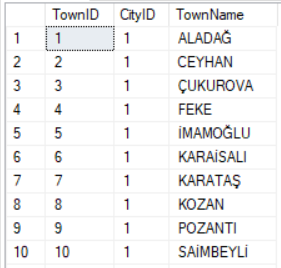 TownID CityID TownName
1 1 1 ALADAĞ
2 2 1 CEYHAN
3 3 1 ÇUKUROVA
4 4 1 FEKE
5 5 1 İMAMOĞLU
6 6 1 KARAİSALI
7 7 1 KARATAŞ
8 8 1 KOZAN
9 9 1 POZANTI
10 10 1 SAİMBEYLİ